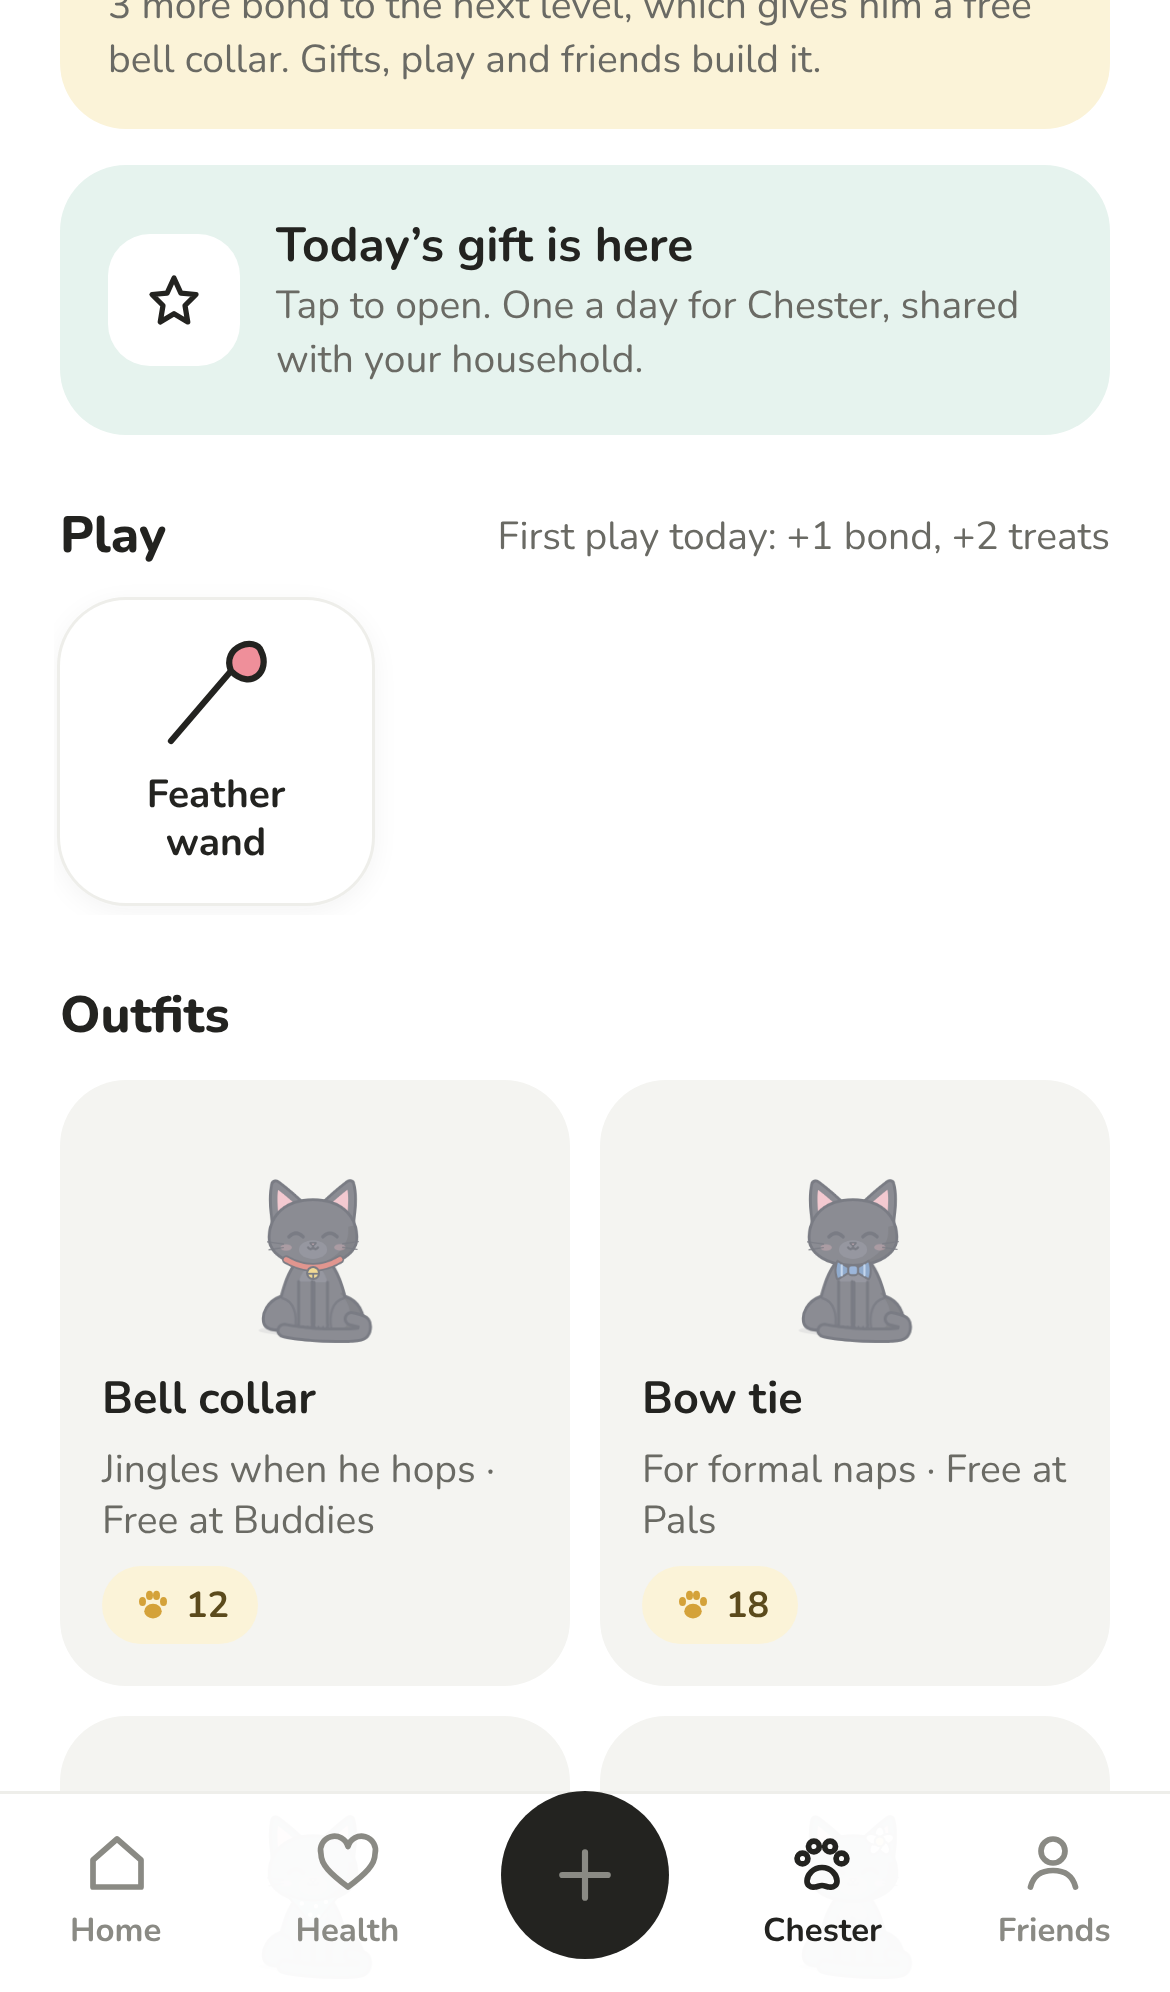 3 more bond to the next level, which gives him a free
bell collar. Gifts, play and friends build it.
Today’s gift is here
Tap to open. One a day for Chester, shared
with your household.
Play
First play today: +1 bond, +2 treats
Feather
wand
Outfits
Bell collar
Jingles when he hops ·
Free at Buddies
12
Bow tie
For formal naps · Free at
Pals
18
Home
Health
Chester
Friends